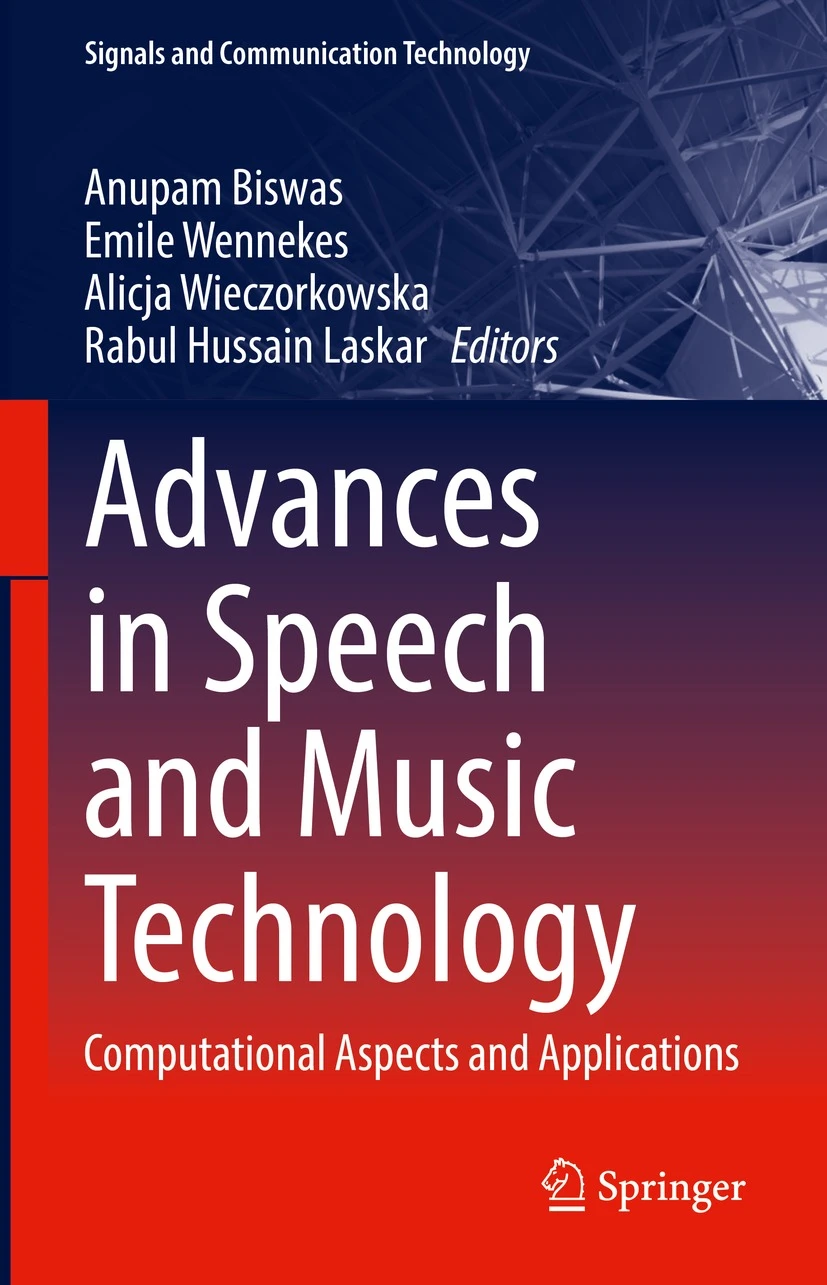 Signals and Communication Technology
Anupam Biswas
Emile Wennekes
Alicja Wieczorkowska
Rabul Hussain Laskar Editors
Advances
in Speech
and Music
Technology
Computational Aspects and Applications
Springer